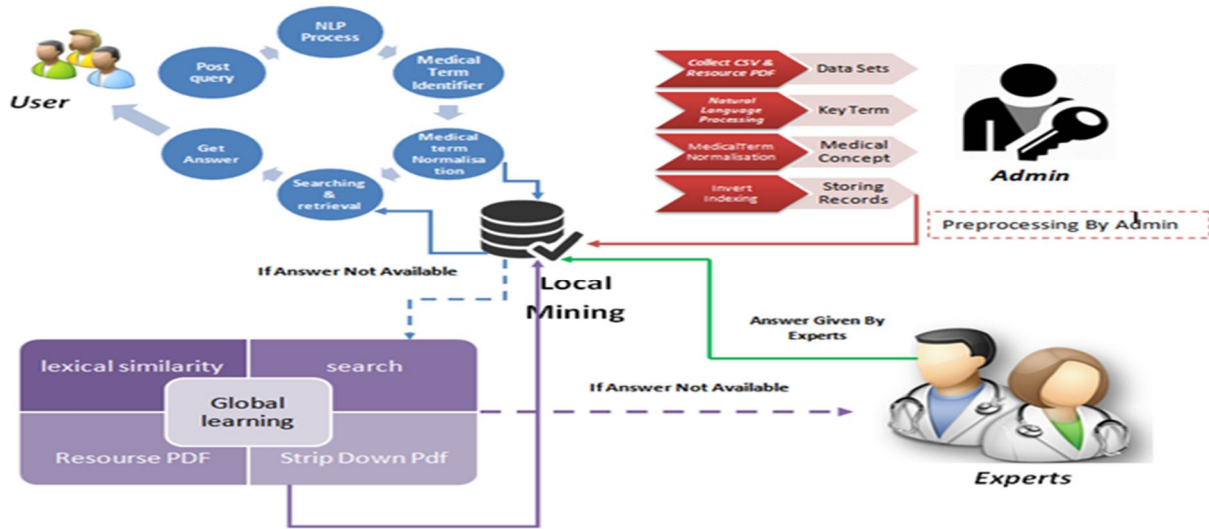 NLP
Process
Post
query
Medical
Term
Identifier
User
Get
Answer
Medical
term
Normalisa
tion
Searching
&
retrieval
Collect CSV &
Resource PDF
Data Sets
Natural
Language
Processing
Key Term
MedicalTerm
Normalisation
Medical
Concept
Invert
Indexing
Storing
Records
Admin
Preprocessing By Admin
If Answer Not Available
Local
Mining
Answer Given By
Experts
lexical similarity
search
Global
learning
Resourse PDF
Strip Down Pdf
If Answer Not Available
Experts